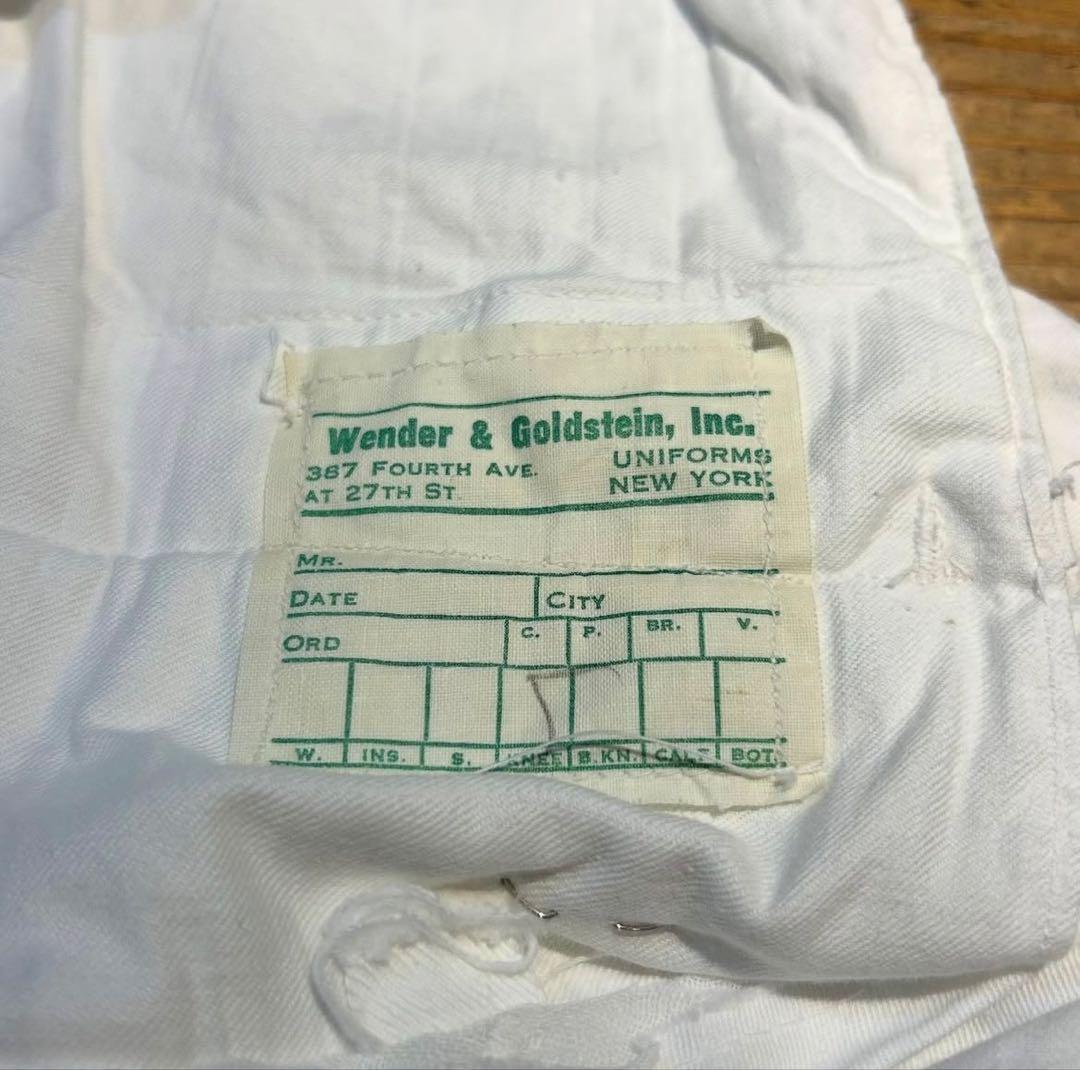 Wender & Goldstein, Inc.
387 FOURTH AVE. UNIFORMS
AT 27TH ST. NEW YORK
MR.
DATE CITY
ORD C. P. BR. V.
W. INS. S. KNEE B.KN. CALF BOT.